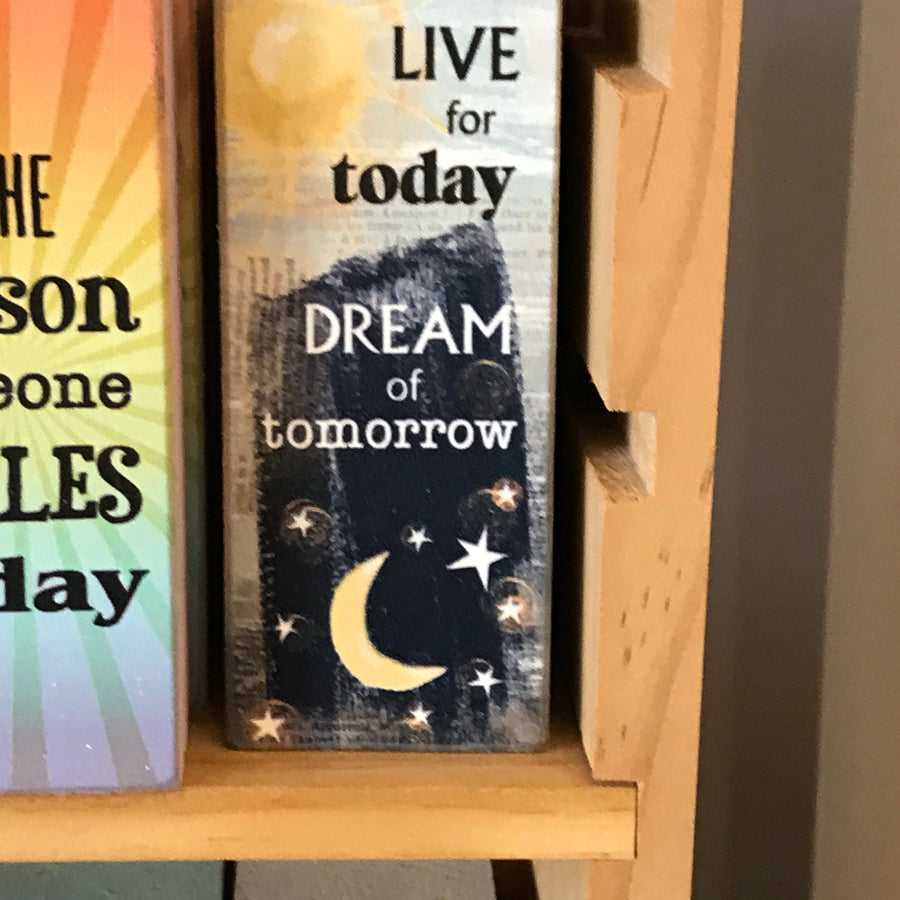 HE
son
eone
LES
day
LIVE
for
today
DREAM
of
tomorrow